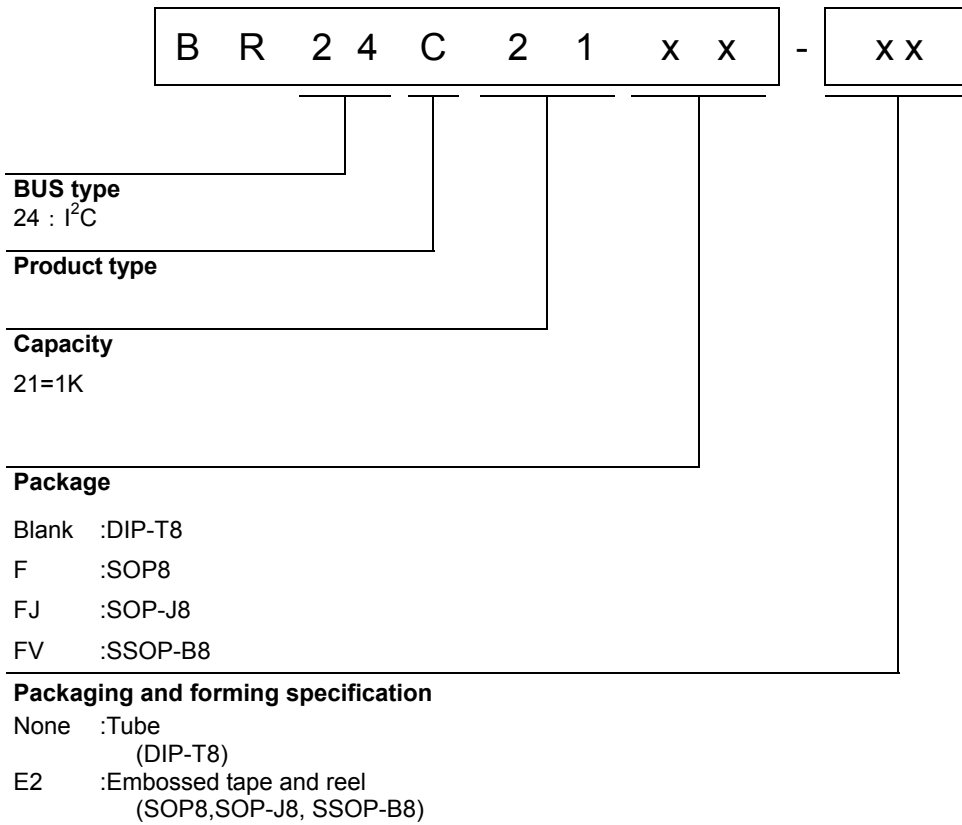 B R 2 4 C 2 1 x x - x x
BUS type
24 : I²C
Product type
Capacity
21=1K
Package
Blank :DIP-T8
F :SOP8
FJ :SOP-J8
FV :SSOP-B8
Packaging and forming specification
None :Tube
(DIP-T8)
E2 :Embossed tape and reel
(SOP8,SOP-J8, SSOP-B8)